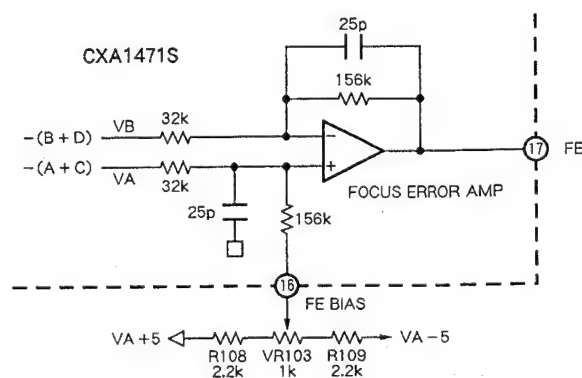 25p
CXA1471S
156k
32k
−(B+D) VB
−
−(A+C) VA
+
32k
17 FE
FOCUS ERROR AMP
25p
156k
16
FE BIAS
VA+5
VA−5
R108 VR103 R109
2.2k 1k 2.2k